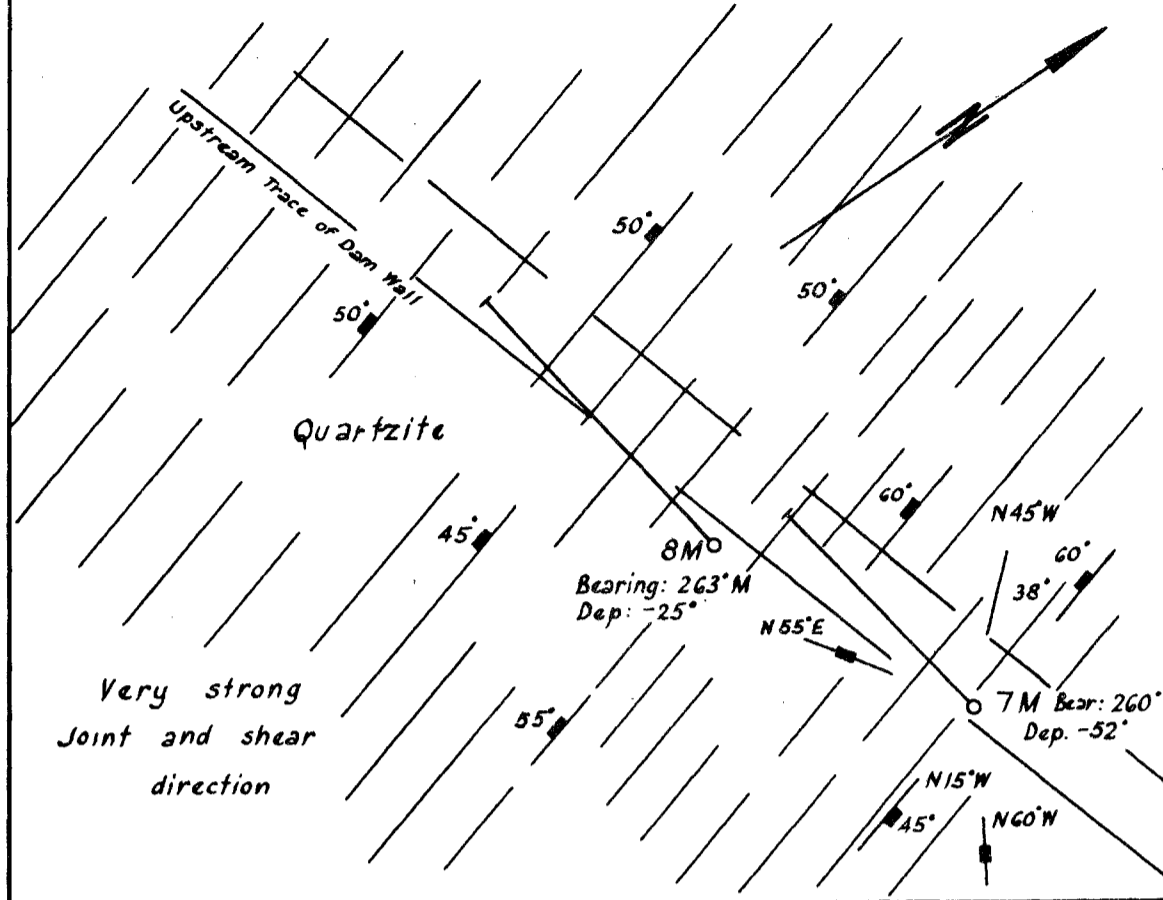 N
Upstream Trace of Dam Wall
50°
50°
50°
Quartzite
60°
N45°W
45°
8M
60°
38°
Bearing: 263°M
Dep: -25°
N55°E
Very strong
Joint and shear
direction
55°
7M Bear: 260°
Dep. -52°
N15°W
45°
N60°W